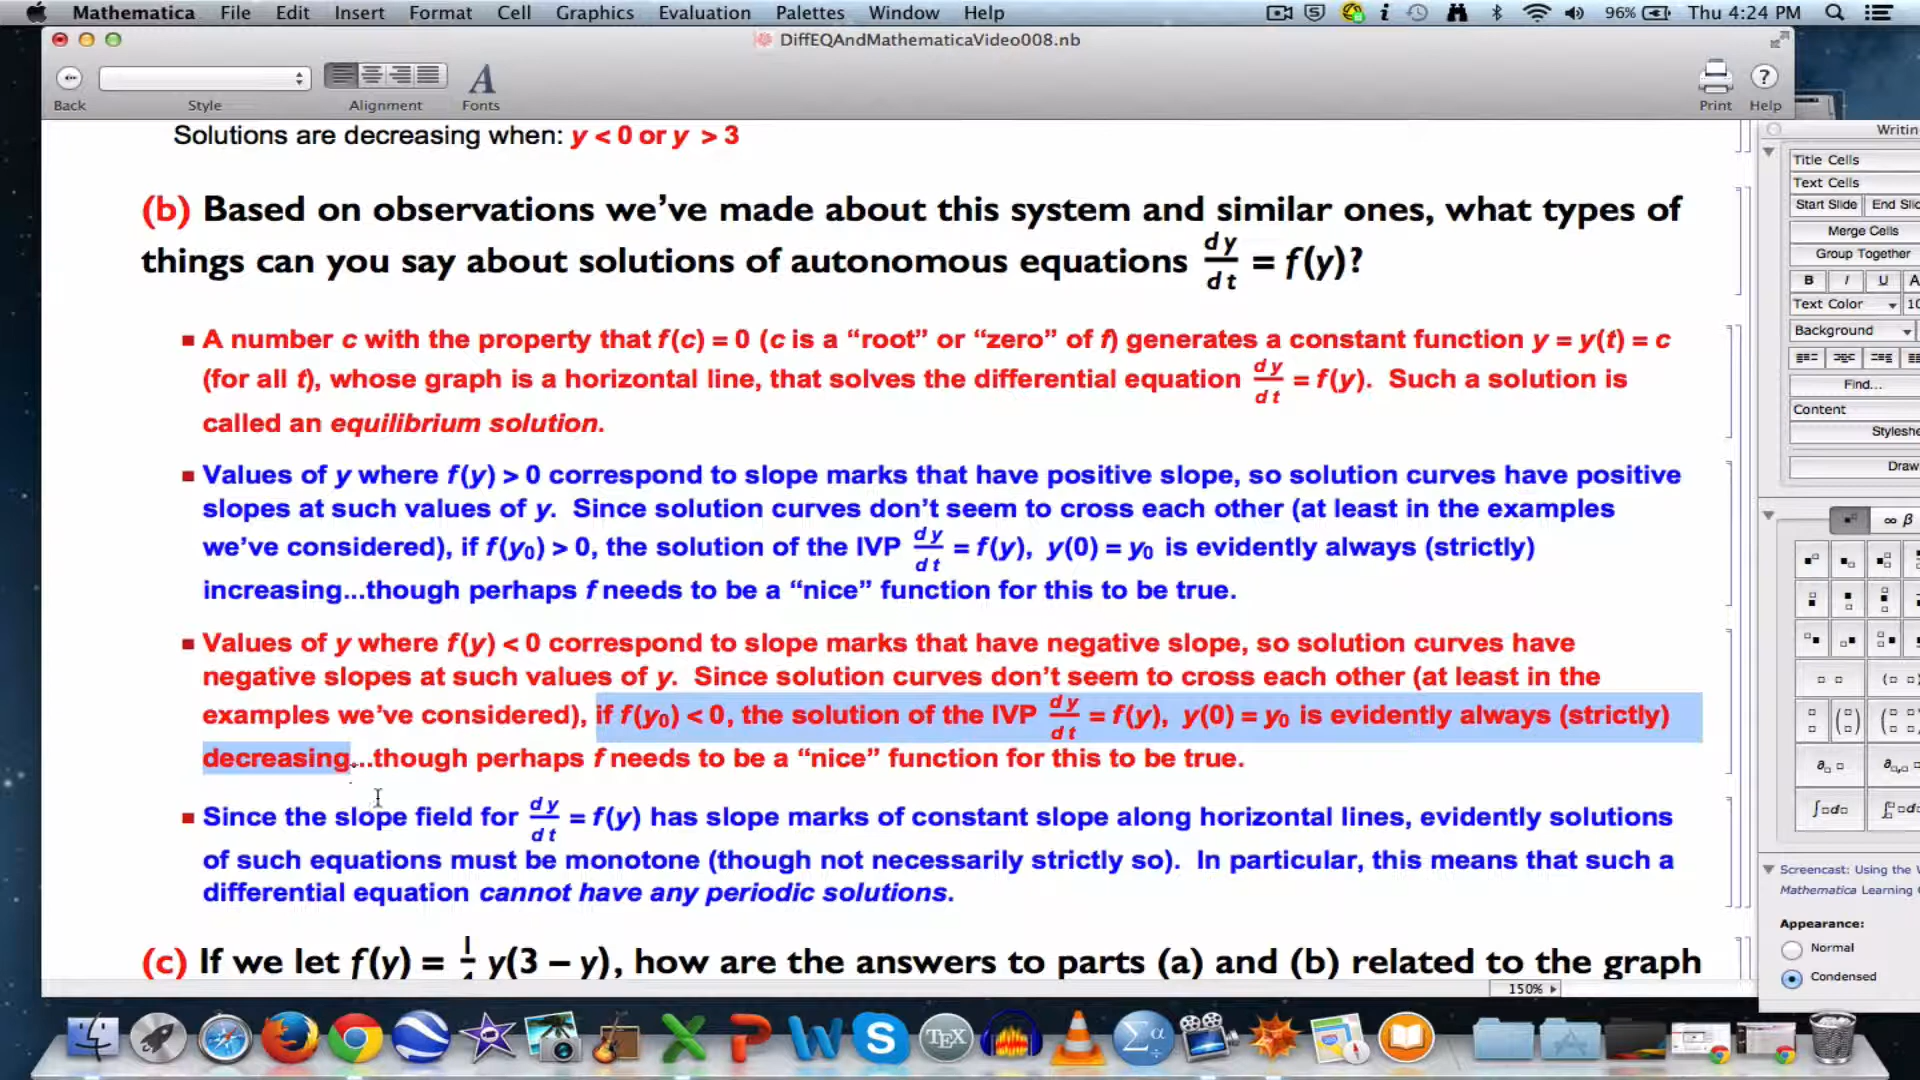 Mathematica File Edit Insert Format Cell Graphics Evaluation Palettes Window Help 96% Thu 4:24 PM
DiffEQAndMathematicaVideo008.nb
Back Style Alignment Fonts Print Help
Solutions are decreasing when: y < 0 or y > 3
(b) Based on observations we've made about this system and similar ones, what types of
things can you say about solutions of autonomous equations dy/dt = f(y)?
▪ A number c with the property that f(c) = 0 (c is a “root” or “zero” of f) generates a constant function y = y(t) = c
(for all t), whose graph is a horizontal line, that solves the differential equation dy/dt = f(y). Such a solution is
called an equilibrium solution.
▪ Values of y where f(y) > 0 correspond to slope marks that have positive slope, so solution curves have positive
slopes at such values of y. Since solution curves don't seem to cross each other (at least in the examples
we've considered), if f(y₀) > 0, the solution of the IVP dy/dt = f(y), y(0) = y₀ is evidently always (strictly)
increasing...though perhaps f needs to be a “nice” function for this to be true.
▪ Values of y where f(y) < 0 correspond to slope marks that have negative slope, so solution curves have
negative slopes at such values of y. Since solution curves don't seem to cross each other (at least in the
examples we've considered), if f(y₀) < 0, the solution of the IVP dy/dt = f(y), y(0) = y₀ is evidently always (strictly)
decreasing...though perhaps f needs to be a “nice” function for this to be true.
▪ Since the slope field for dy/dt = f(y) has slope marks of constant slope along horizontal lines, evidently solutions
of such equations must be monotone (though not necessarily strictly so). In particular, this means that such a
differential equation cannot have any periodic solutions.
(c) If we let f(y) = y(3 – y), how are the answers to parts (a) and (b) related to the graph
150%
Writin
Title Cells
Text Cells
Start Slide End Slid
Merge Cells
Group Together
B I U A
Text Color 10
Background
Find...
Content
Styleshe
Draw
∞ β
∫ d
Screencast: Using the
Mathematica Learning
Appearance:
Normal
Condensed
X P W S TEX Σα